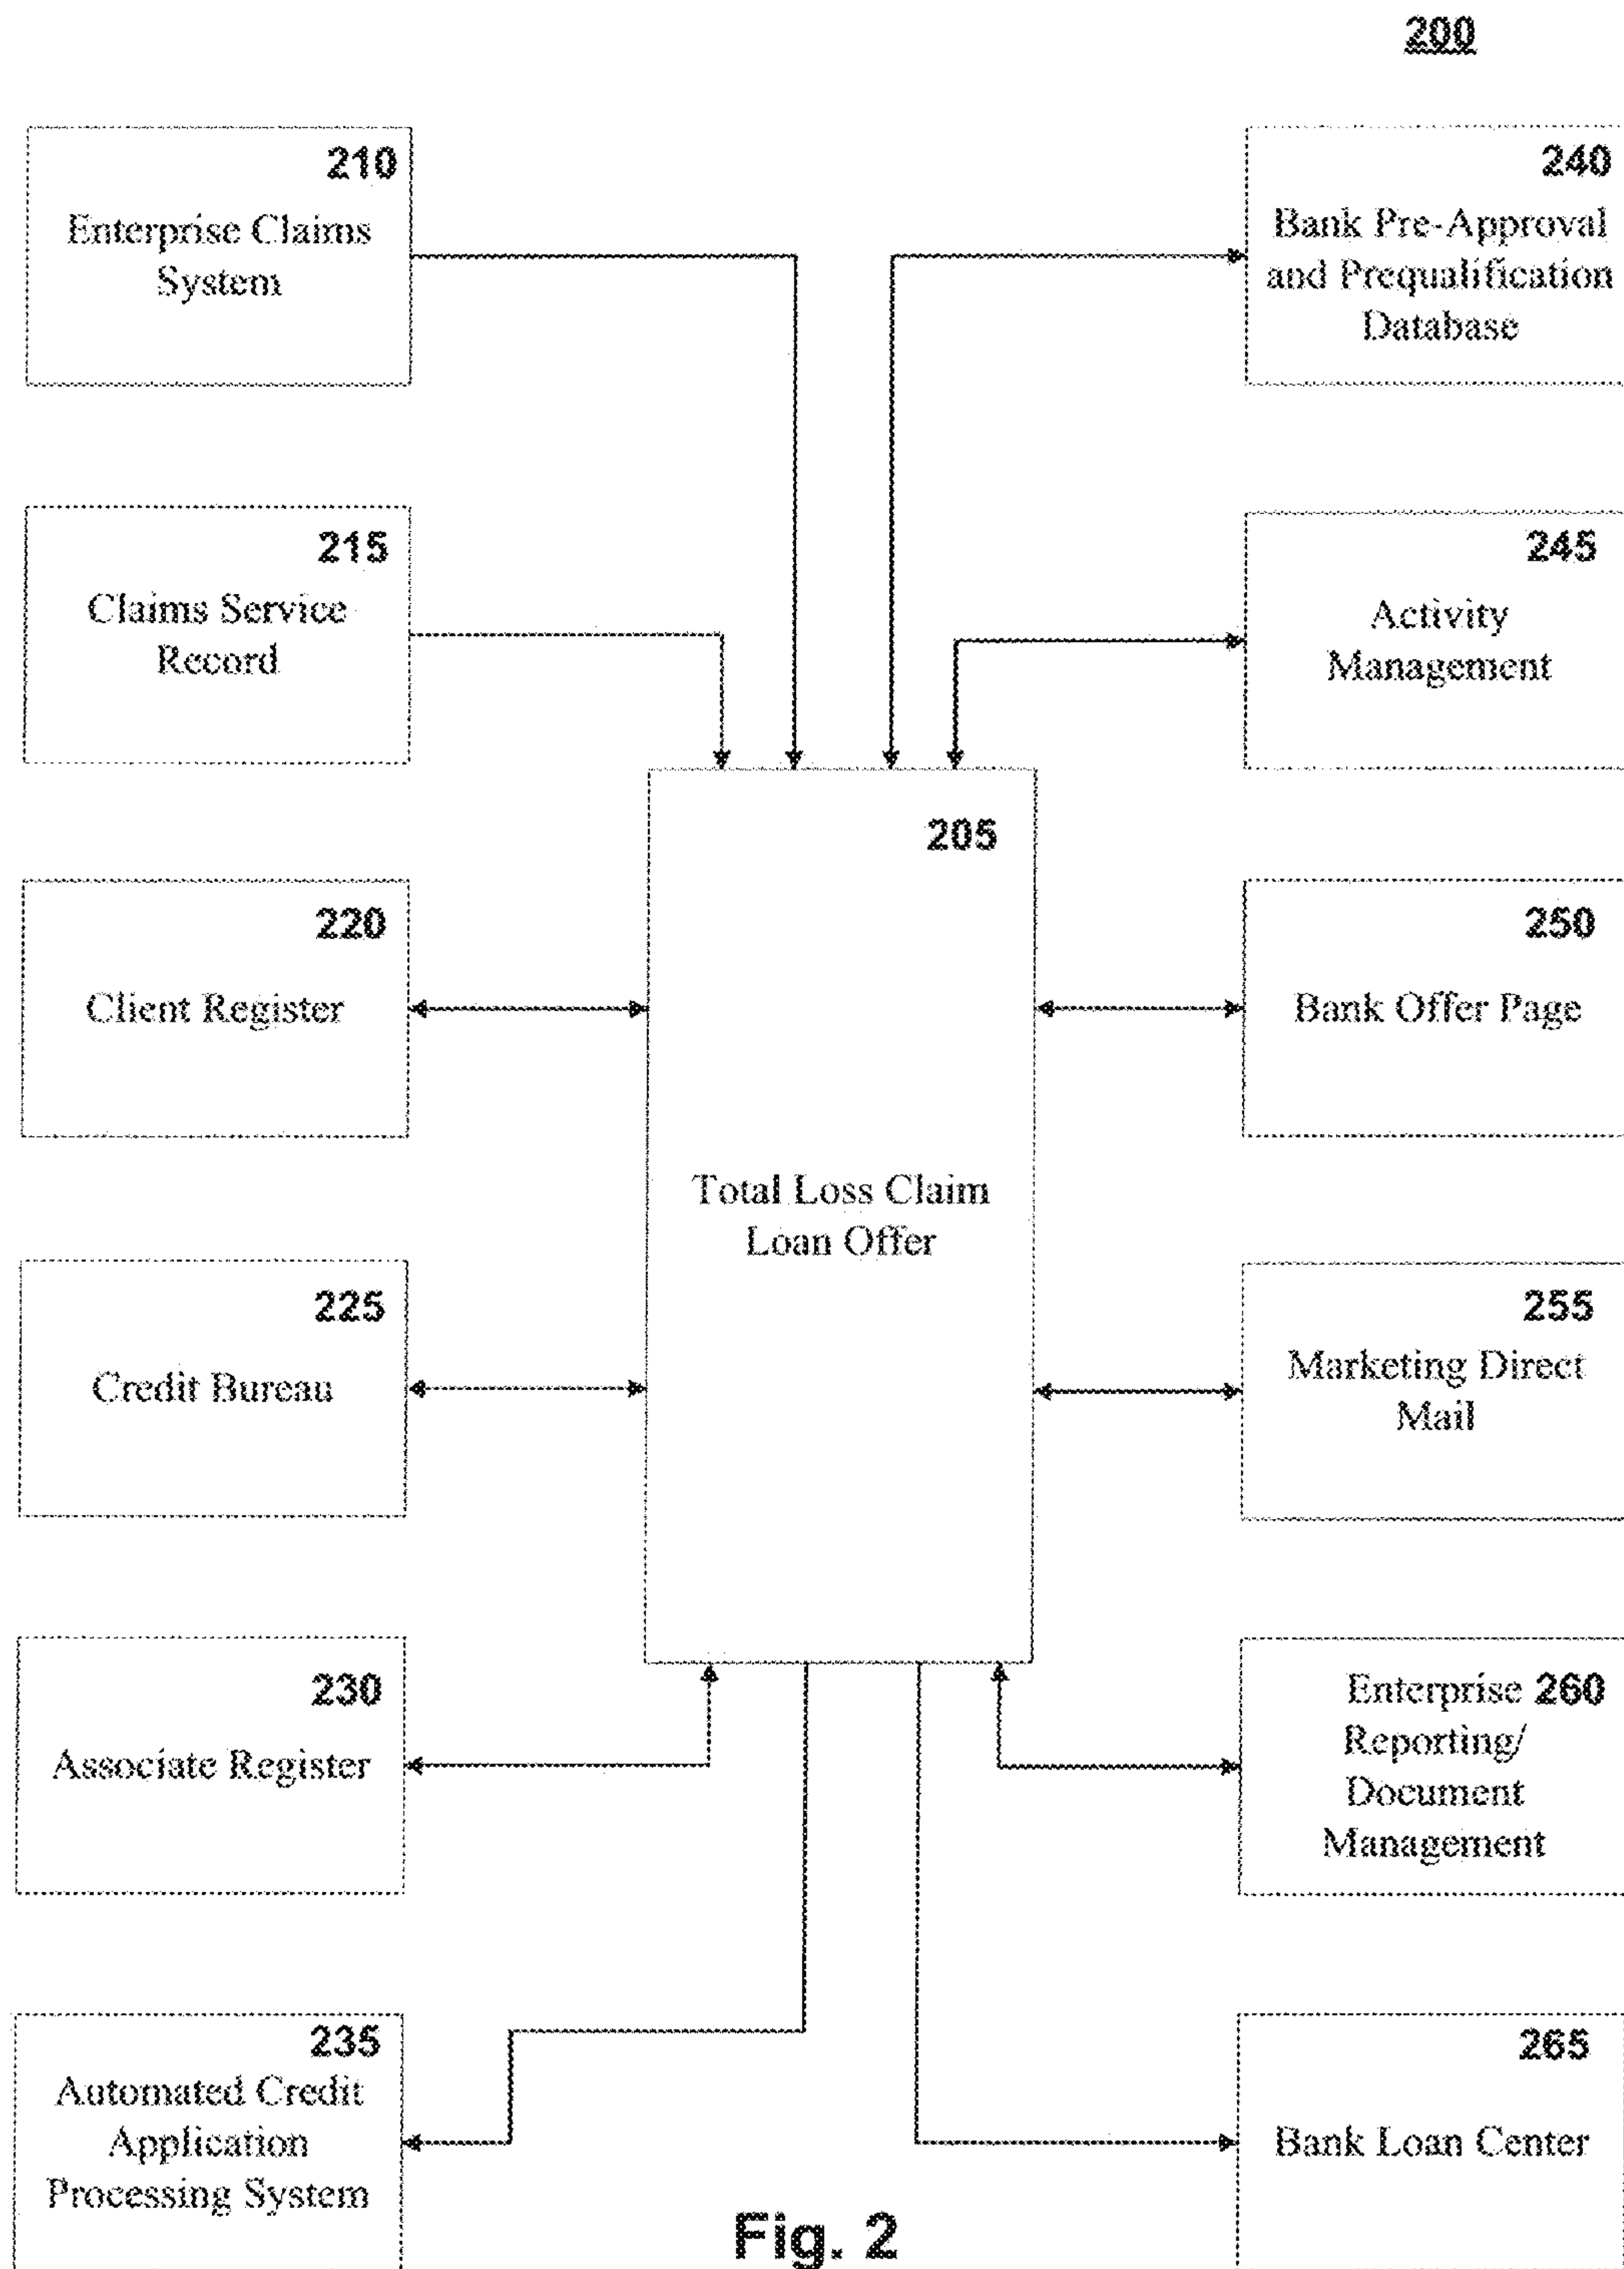 200
210
Enterprise Claims
System
240
Bank Pre-Approval
and Prequalification
Database
215
Claims Service
Record
245
Activity
Management
205
Total Loss Claim
Loan Offer
220
Client Register
250
Bank Offer Page
225
Credit Bureau
255
Marketing Direct
Mail
230
Associate Register
Enterprise 260
Reporting/
Document
Management
235
Automated Credit
Application
Processing System
265
Bank Loan Center
Fig. 2